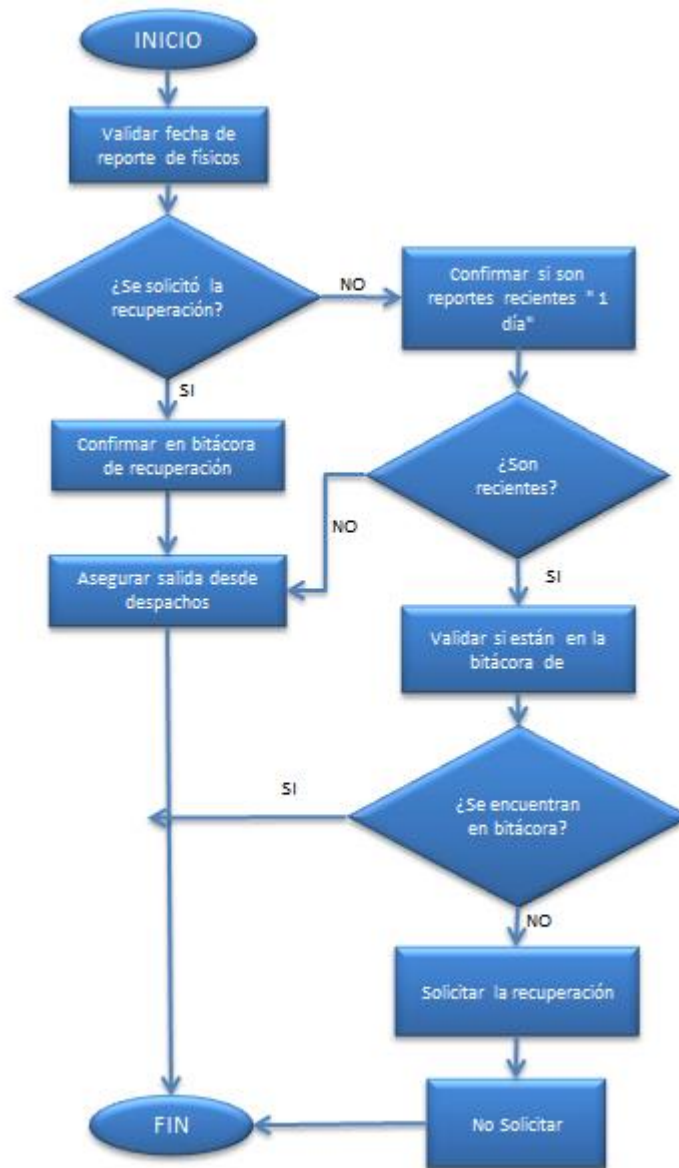 INICIO
Validar fecha de
reporte de físicos
¿Se solicitó la
recuperación?
NO
Confirmar si son
reportes recientes " 1
día"
SI
Confirmar en bitácora
de recuperación
¿Son
recientes?
NO
Asegurar salida desde
despachos
SI
Validar si están en la
bitácora de
SI
¿Se encuentran
en bitácora?
NO
Solicitar la recuperación
No Solicitar
FIN